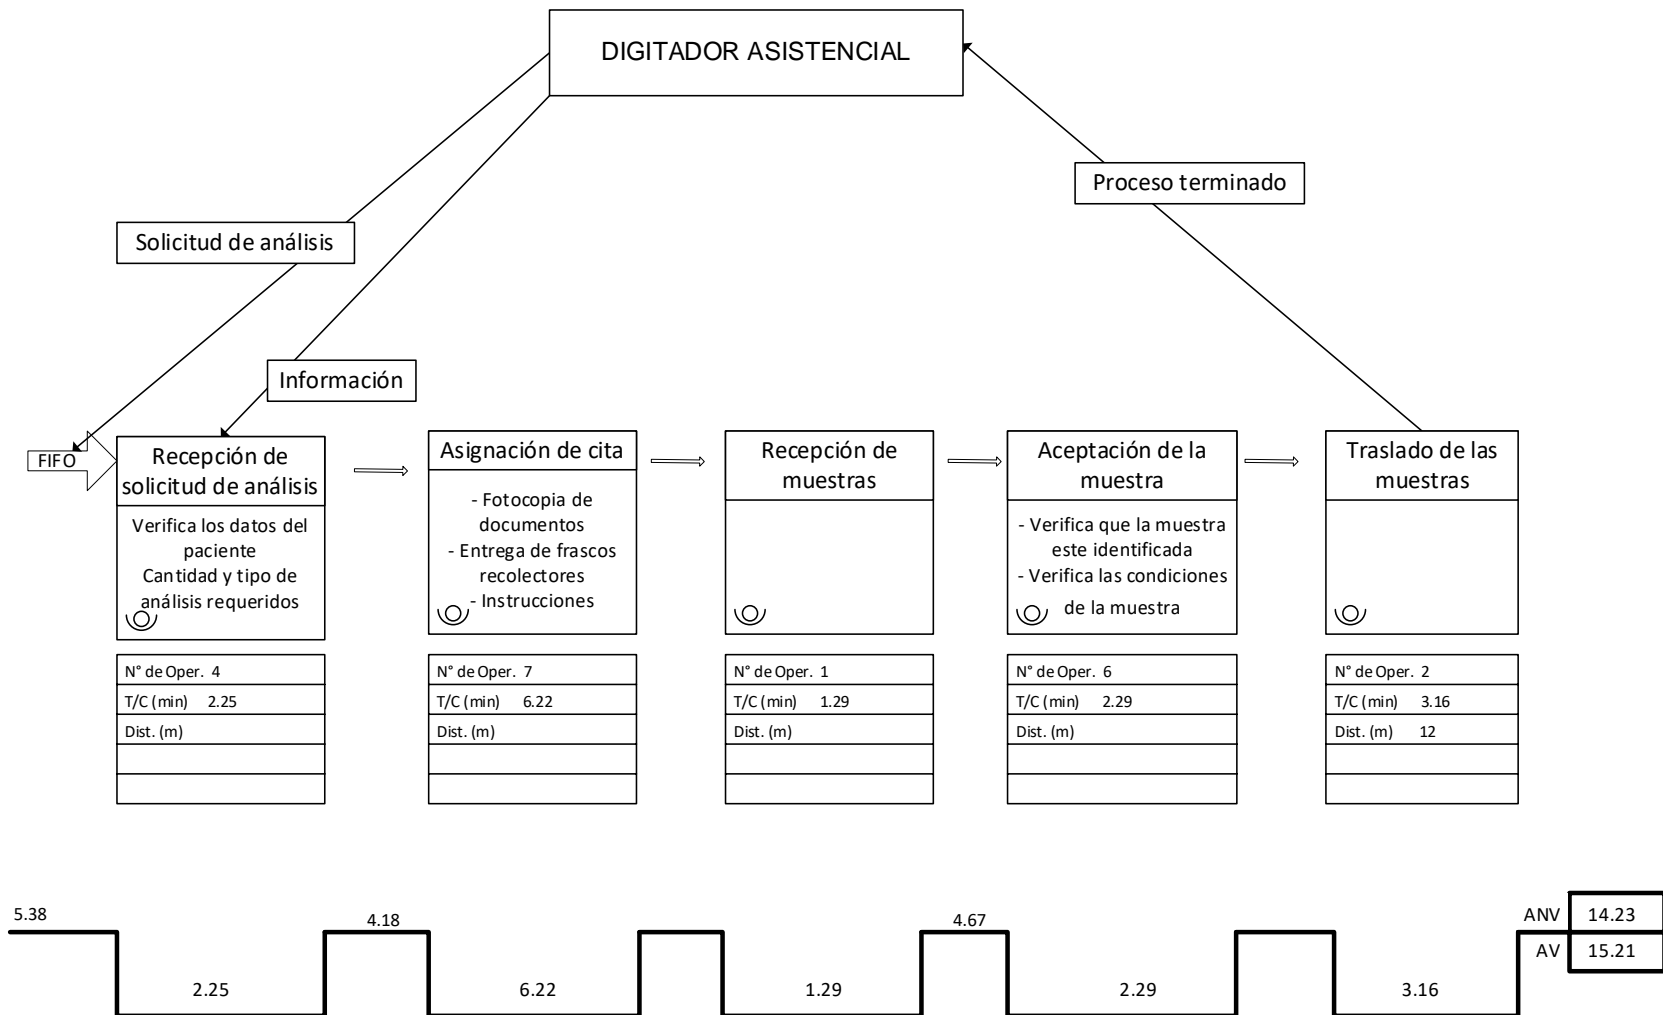 DIGITADOR ASISTENCIAL
Proceso terminado
Solicitud de análisis
Información
FIFO
Recepción de
solicitud de análisis
Verifica los datos del
paciente
Cantidad y tipo de
análisis requeridos
Asignación de cita
- Fotocopia de
documentos
- Entrega de frascos
recolectores
- Instrucciones
Recepción de
muestras
Aceptación de la
muestra
- Verifica que la muestra
este identificada
- Verifica las condiciones
de la muestra
Traslado de las
muestras
N° de Oper. 4
T/C (min) 2.25
Dist. (m)
N° de Oper. 7
T/C (min) 6.22
Dist. (m)
N° de Oper. 1
T/C (min) 1.29
Dist. (m)
N° de Oper. 6
T/C (min) 2.29
Dist. (m)
N° de Oper. 2
T/C (min) 3.16
Dist. (m) 12
5.38
4.18
4.67
ANV 14.23
AV 15.21
2.25
6.22
1.29
2.29
3.16